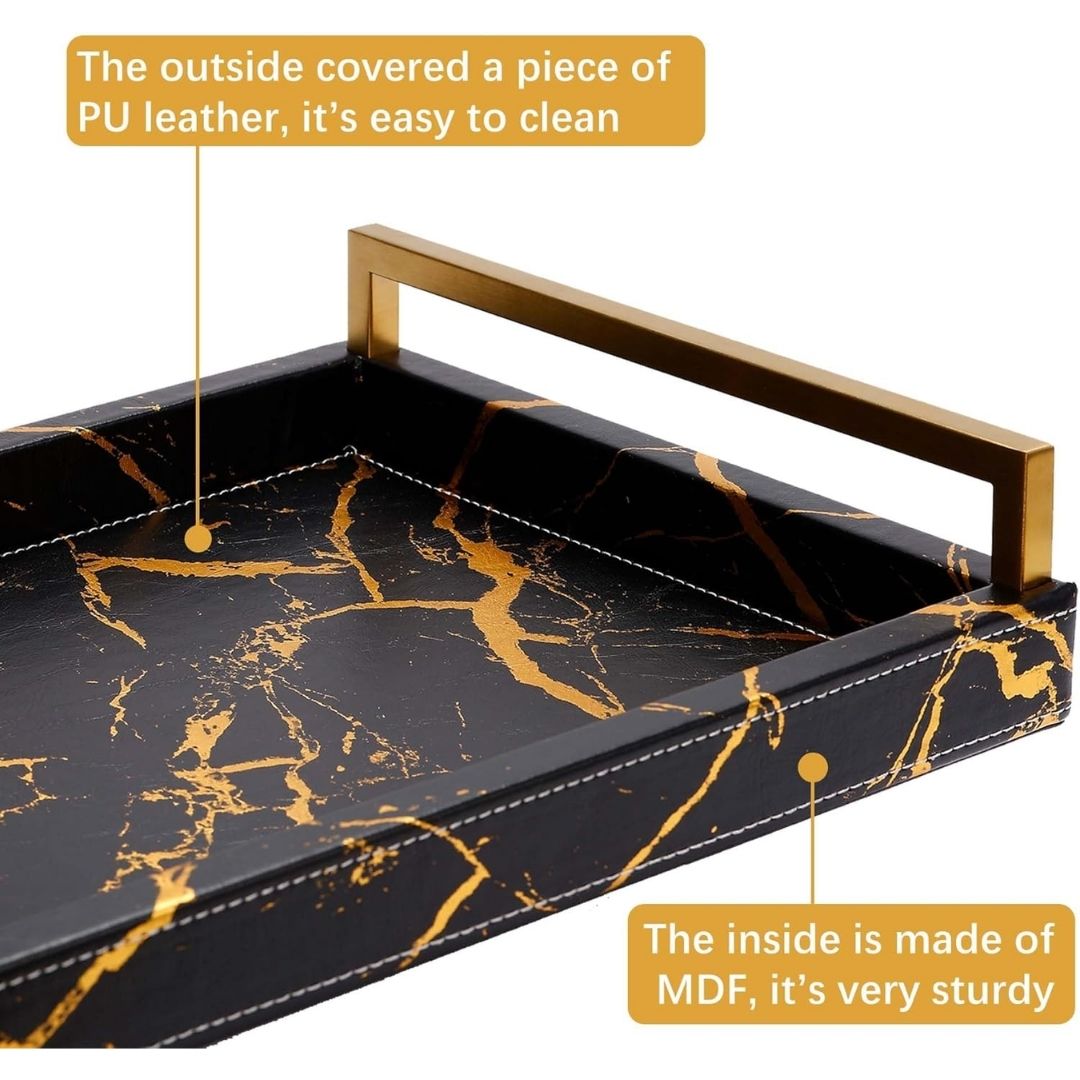 The outside covered a piece of
PU leather, it’s easy to clean
The inside is made of
MDF, it’s very sturdy